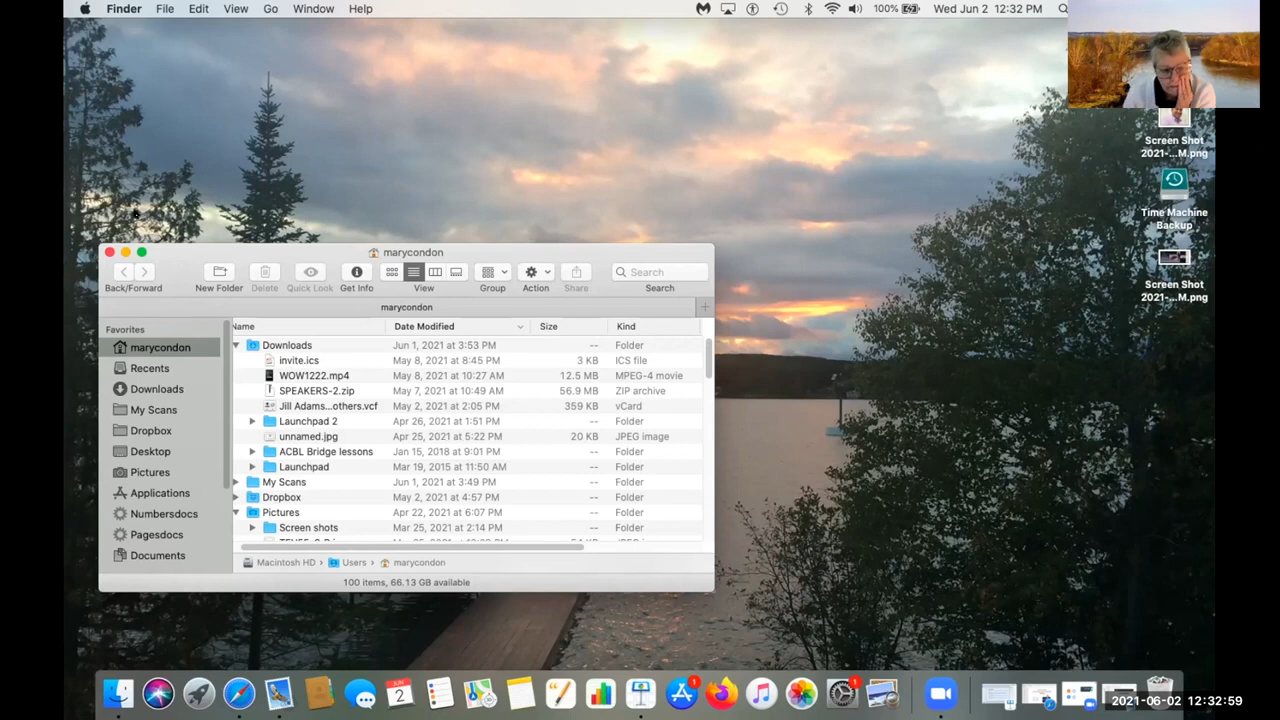 Finder File Edit View Go Window Help 100% Wed Jun 2 12:32 PM
Screen Shot
2021-...M.png
Time Machine
Backup
Screen Shot
2021-...M.png
marycondon
Back/Forward New Folder Delete Quick Look Get Info View Group Action Share Search
Search
marycondon
Favorites
marycondon
Recents
Downloads
My Scans
Dropbox
Desktop
Pictures
Applications
Numbersdocs
Pagesdocs
Documents
Name Date Modified Size Kind
Downloads Jun 1, 2021 at 3:53 PM -- Folder
invite.ics May 8, 2021 at 8:45 PM 3 KB ICS file
WOW1222.mp4 May 8, 2021 at 10:27 AM 12.5 MB MPEG-4 movie
SPEAKERS-2.zip May 7, 2021 at 10:49 AM 56.9 MB ZIP archive
Jill Adams...others.vcf May 2, 2021 at 2:05 PM 359 KB vCard
Launchpad 2 Apr 26, 2021 at 1:51 PM -- Folder
unnamed.jpg Apr 25, 2021 at 5:22 PM 20 KB JPEG image
ACBL Bridge lessons Jan 15, 2018 at 9:01 PM -- Folder
Launchpad Mar 19, 2015 at 11:50 AM -- Folder
My Scans Jun 1, 2021 at 3:49 PM -- Folder
Dropbox May 2, 2021 at 4:57 PM -- Folder
Pictures Apr 22, 2021 at 6:07 PM -- Folder
Screen shots Mar 25, 2021 at 2:14 PM -- Folder
Macintosh HD › Users › marycondon
100 items, 66.13 GB available
JUN
2
1
1
2021-06-02 12:32:59